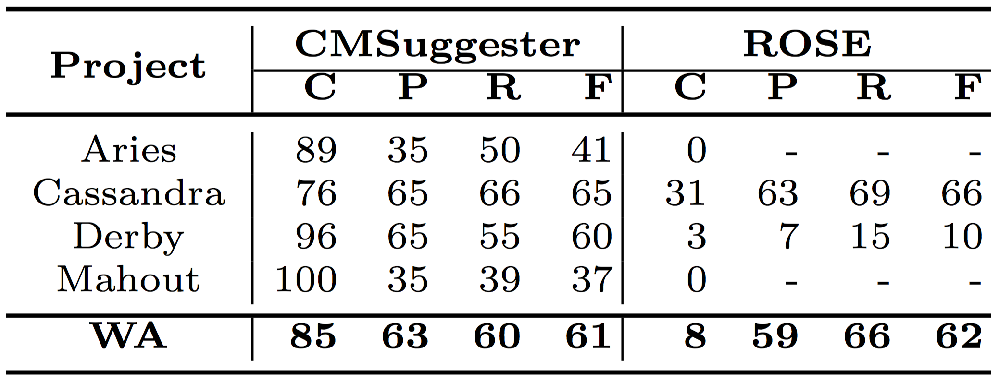 Project CMSuggester ROSE
C P R F C P R F
Aries 89 35 50 41 0 - - -
Cassandra 76 65 66 65 31 63 69 66
Derby 96 65 55 60 3 7 15 10
Mahout 100 35 39 37 0 - - -
WA 85 63 60 61 8 59 66 62